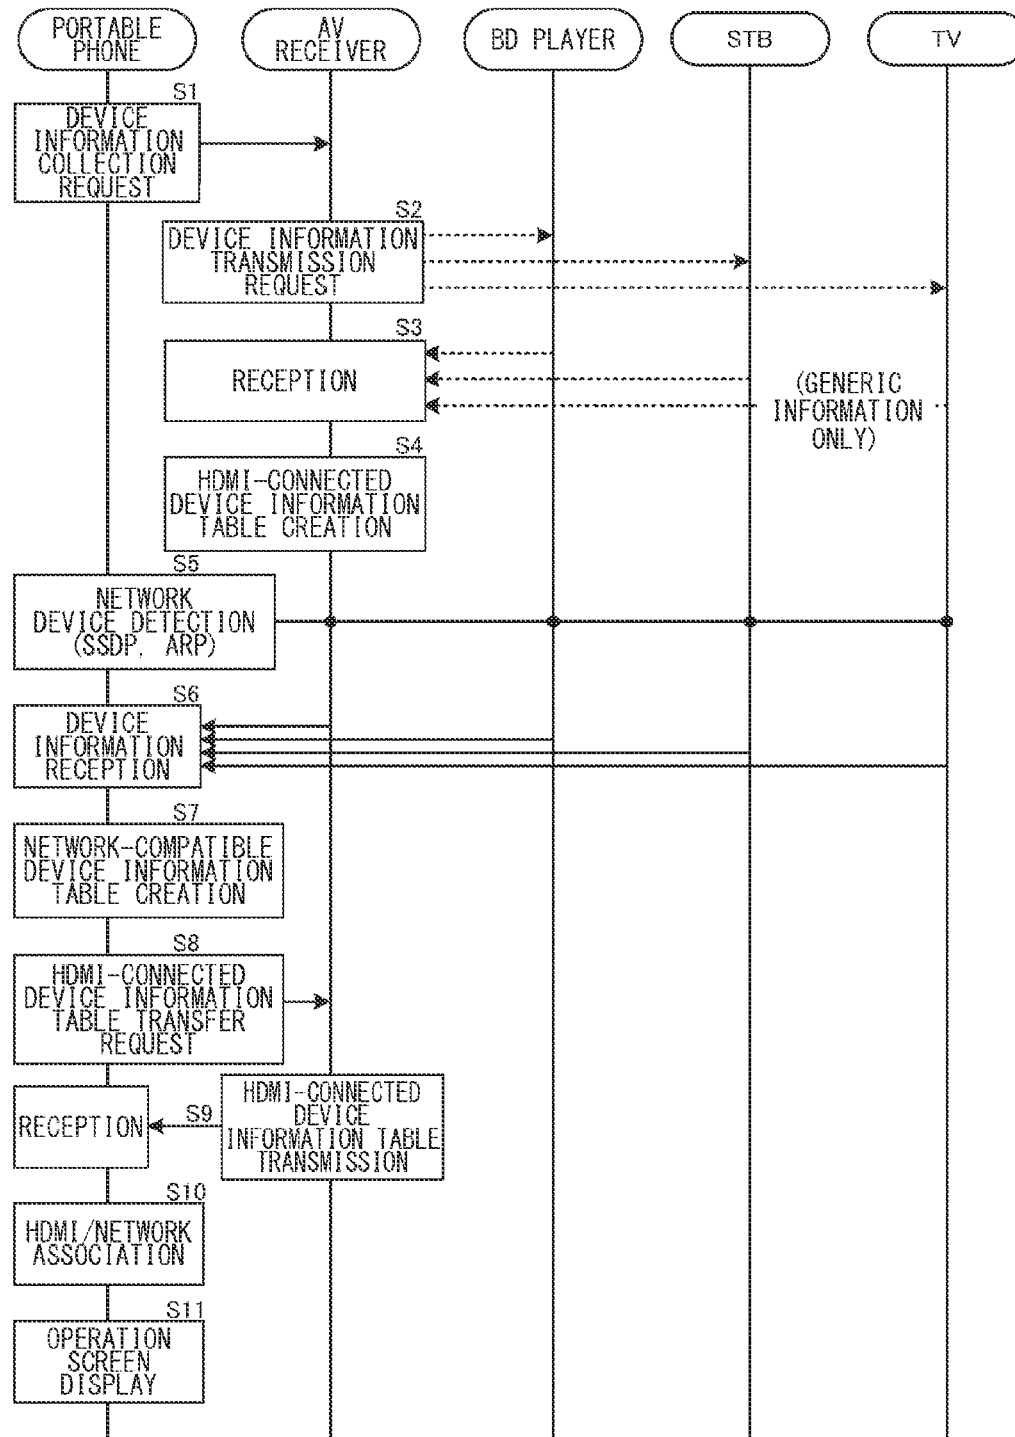 PORTABLE
PHONE
AV
RECEIVER
BD PLAYER
STB
TV
S1
DEVICE
INFORMATION
COLLECTION
REQUEST
S2
DEVICE INFORMATION
TRANSMISSION
REQUEST
S3
RECEPTION
(GENERIC
INFORMATION
ONLY)
S4
HDMI-CONNECTED
DEVICE INFORMATION
TABLE CREATION
S5
NETWORK
DEVICE DETECTION
(SSDP, ARP)
S6
DEVICE
INFORMATION
RECEPTION
S7
NETWORK-COMPATIBLE
DEVICE INFORMATION
TABLE CREATION
S8
HDMI-CONNECTED
DEVICE INFORMATION
TABLE TRANSFER
REQUEST
RECEPTION
S9
HDMI-CONNECTED
DEVICE
INFORMATION TABLE
TRANSMISSION
S10
HDMI/NETWORK
ASSOCIATION
S11
OPERATION
SCREEN
DISPLAY